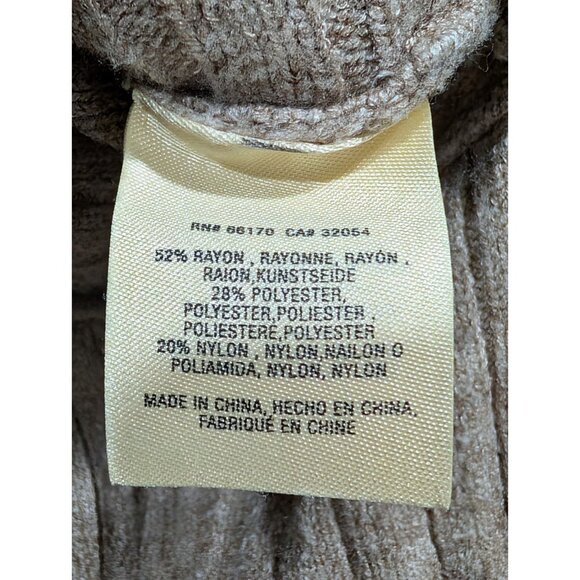 RN# 66170 CA# 32054
52% RAYON , RAYONNE, RAYÓN ,
RAION,KUNSTSEIDE
28% POLYESTER,
POLYESTER,POLIESTER ,
POLIESTERE,POLYESTER
20% NYLON , NYLON,NAILON O
POLIAMIDA, NYLON, NYLON
MADE IN CHINA, HECHO EN CHINA,
FABRIQUÉ EN CHINE